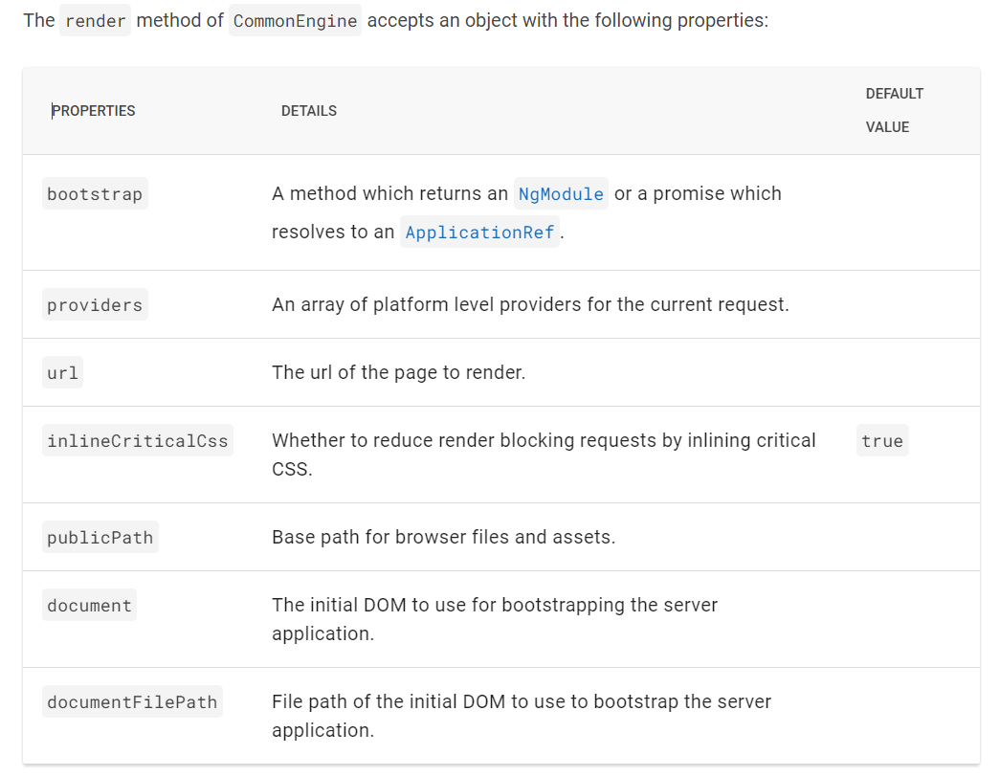 The render method of CommonEngine accepts an object with the following properties:
PROPERTIES DETAILS DEFAULT
VALUE
bootstrap A method which returns an NgModule or a promise which
resolves to an ApplicationRef.
providers An array of platform level providers for the current request.
url The url of the page to render.
inlineCriticalCss Whether to reduce render blocking requests by inlining critical true
CSS.
publicPath Base path for browser files and assets.
document The initial DOM to use for bootstrapping the server
application.
documentFilePath File path of the initial DOM to use to bootstrap the server
application.